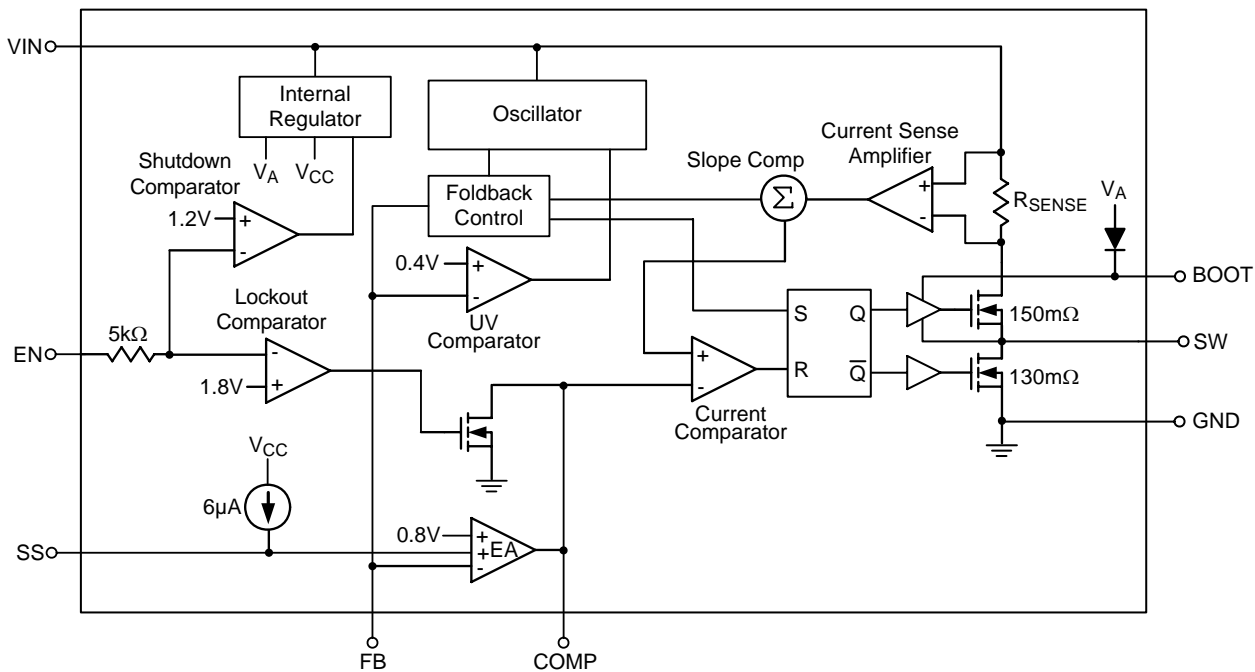 VIN
Internal
Regulator
Oscillator
Current Sense
Amplifier
Slope Comp
Shutdown
Comparator
VA
VCC
Foldback
Control
Σ
+
-
RSENSE
VA
1.2V
+
-
0.4V
+
-
BOOT
Lockout
Comparator
UV
Comparator
S
Q
150mΩ
5kΩ
EN
-
+
1.8V
SW
+
-
R
Q̅
130mΩ
Current
Comparator
GND
VCC
6µA
0.8V
+
+
-
EA
SS
FB
COMP